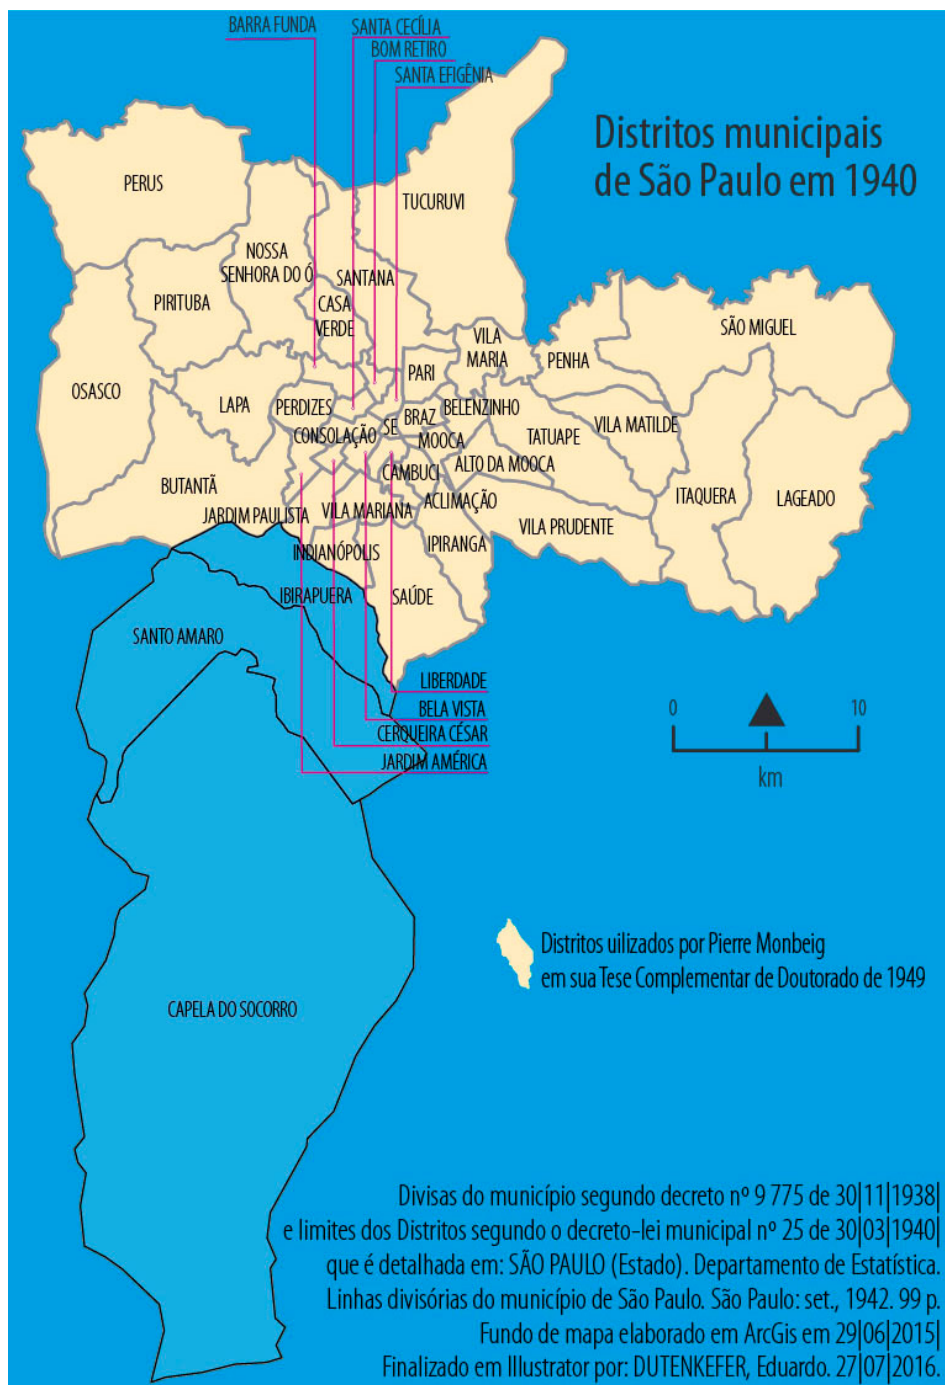 BARRA FUNDA
SANTA CECÍLIA
BOM RETIRO
SANTA EFIGÊNIA
Distritos municipais
de São Paulo em 1940
PERUS
TUCURUVI
NOSSA
SENHORA DO Ó
SANTANA
PIRITUBA
CASA
VERDE
SÃO MIGUEL
VILA
MARIA
PENHA
PARI
OSASCO
LAPA
PERDIZES
BELENZINHO
BRAZ
SE
VILA MATILDE
CONSOLAÇÃO
MOOCA
TATUAPE
ALTO DA MOOCA
CAMBUCI
BUTANTÃ
ITAQUERA
LAGEADO
ACLIMAÇÃO
VILA MARIANA
JARDIM PAULISTA
VILA PRUDENTE
IPIRANGA
INDIANÓPOLIS
IBIRAPUERA
SAÚDE
SANTO AMARO
LIBERDADE
BELA VISTA
CERQUEIRA CÉSAR
JARDIM AMÉRICA
0
10
km
Distritos uilizados por Pierre Monbeig
em sua Tese Complementar de Doutorado de 1949
CAPELA DO SOCORRO
Divisas do município segundo decreto nº 9 775 de 30|11|1938|
e limites dos Distritos segundo o decreto-lei municipal nº 25 de 30|03|1940|
que é detalhada em: SÃO PAULO (Estado). Departamento de Estatística.
Linhas divisórias do município de São Paulo. São Paulo: set., 1942. 99 p.
Fundo de mapa elaborado em ArcGis em 29|06|2015|
Finalizado em Illustrator por: DUTENKEFER, Eduardo. 27|07|2016.